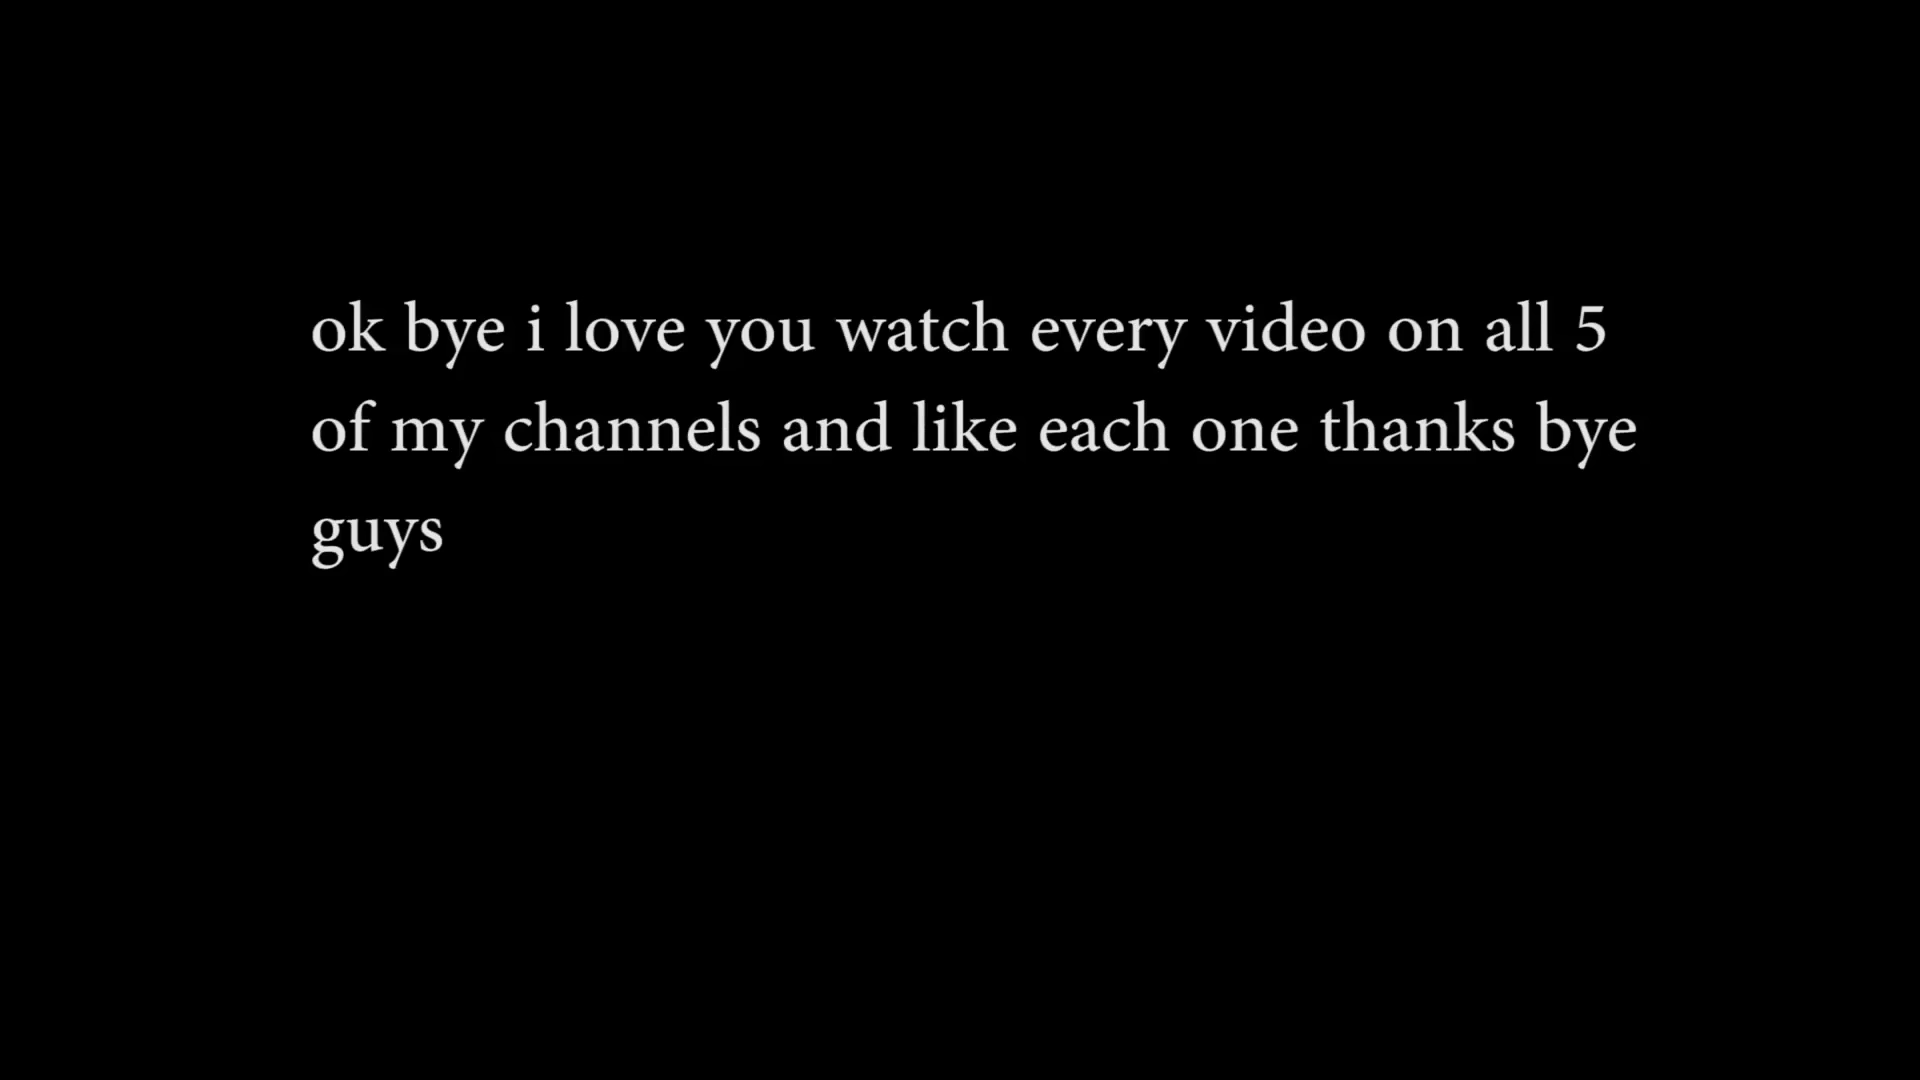 ok bye i love you watch every video on all 5
of my channels and like each one thanks bye
guys